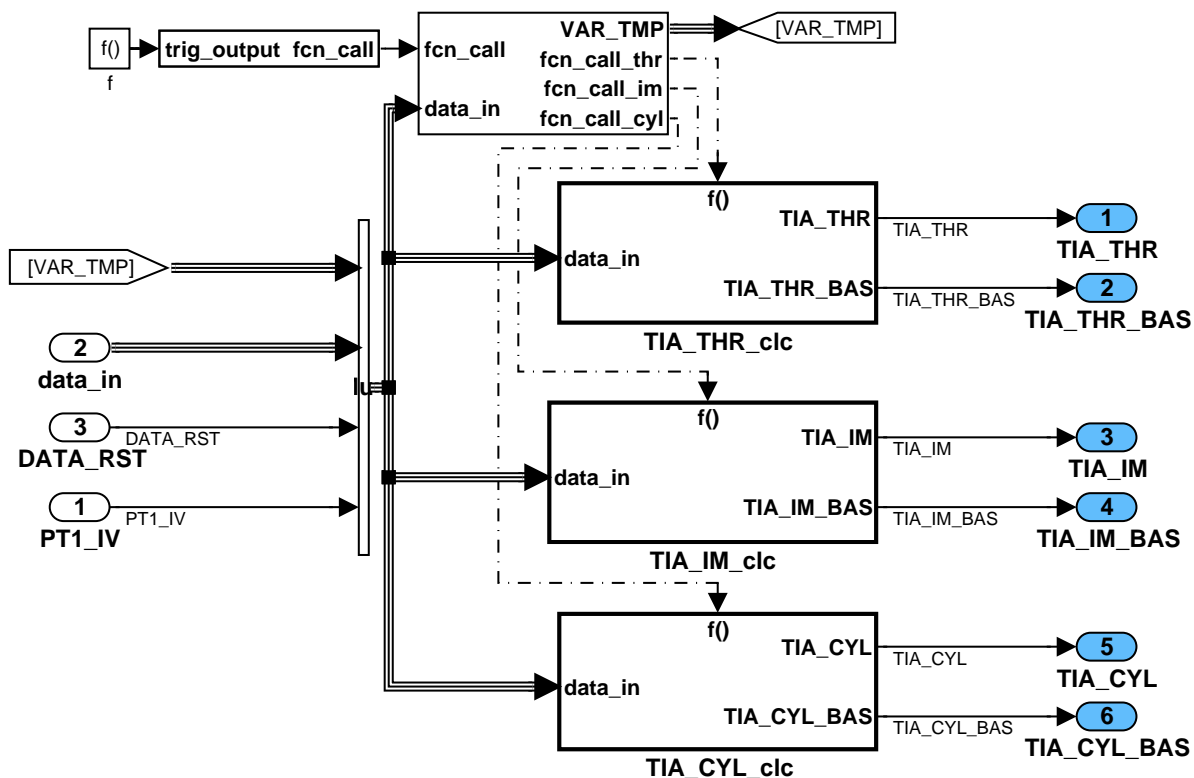 f()
f
trig_output fcn_call
fcn_call
data_in
VAR_TMP
fcn_call_thr
fcn_call_im
fcn_call_cyl
[VAR_TMP]
f()
data_in
TIA_THR
TIA_THR_BAS
TIA_THR_clc
TIA_THR
1
TIA_THR
TIA_THR_BAS
2
TIA_THR_BAS
[VAR_TMP]
2
data_in
3
DATA_RST
DATA_RST
1
PT1_IV
PT1_IV
f()
data_in
TIA_IM
TIA_IM_BAS
TIA_IM_clc
TIA_IM
3
TIA_IM
TIA_IM_BAS
4
TIA_IM_BAS
f()
data_in
TIA_CYL
TIA_CYL_BAS
TIA_CYL_clc
TIA_CYL
5
TIA_CYL
TIA_CYL_BAS
6
TIA_CYL_BAS